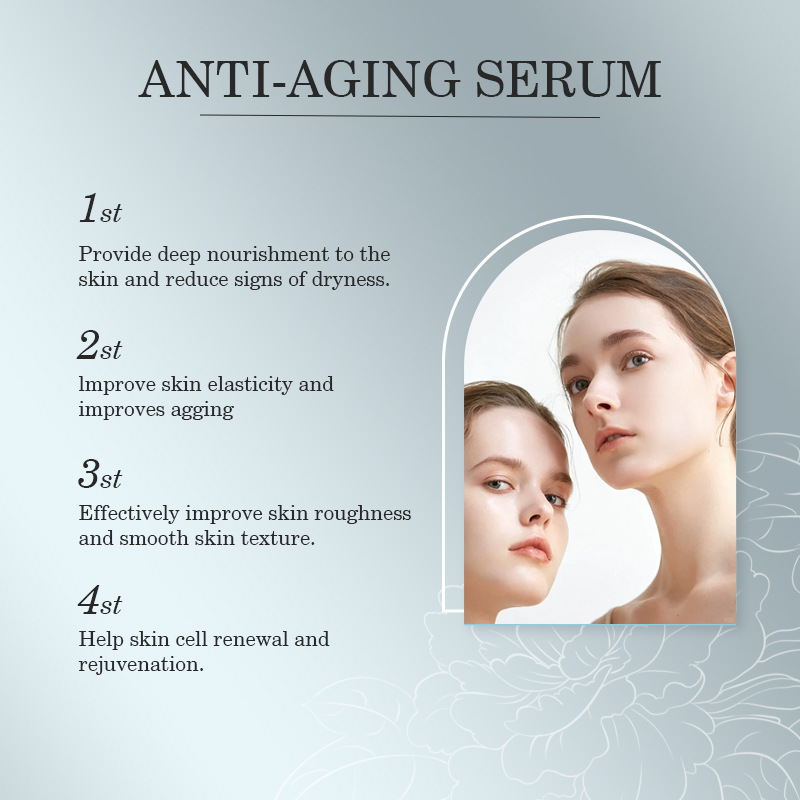 ANTI-AGING SERUM
1st
Provide deep nourishment to the
skin and reduce signs of dryness.
2st
lmprove skin elasticity and
improves agging
3st
Effectively improve skin roughness
and smooth skin texture.
4st
Help skin cell renewal and
rejuvenation.